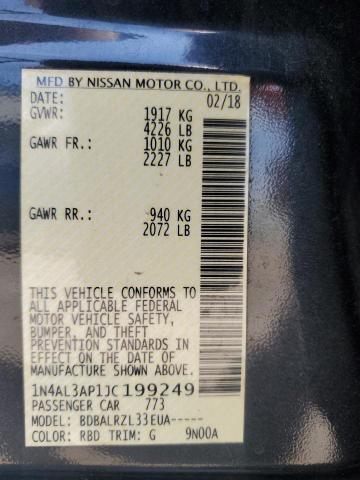 MFD BY NISSAN MOTOR CO., LTD.
DATE: 02/18
GVWR: 1917 KG
4226 LB
GAWR FR.: 1010 KG
2227 LB
GAWR RR.: 940 KG
2072 LB
THIS VEHICLE CONFORMS TO
ALL APPLICABLE FEDERAL
MOTOR VEHICLE SAFETY,
BUMPER, AND THEFT
PREVENTION STANDARDS IN
EFFECT ON THE DATE OF
MANUFACTURE SHOWN ABOVE.
1N4AL3AP1JC199249
PASSENGER CAR 773
MODEL: BDBALRZL33EUA-----
COLOR: RBD TRIM: G 9N00A